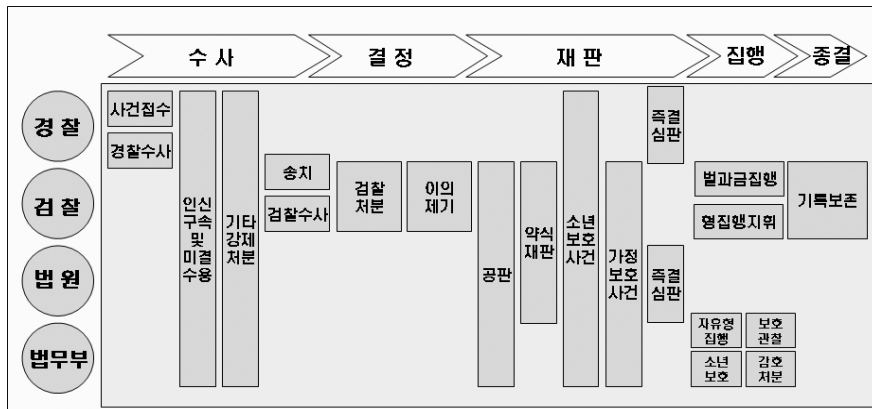 수 사
결 정
재 판
집행
종결
경 찰
검 찰
법 원
법무부
사건접수
경찰수사
인신
구속
및
미결
수용
기타
강제
처분
송치
검찰수사
검찰
처분
이의
제기
공판
약식
재판
소년
보호
사건
가정
보호
사건
즉결
심판
즉결
심판
벌과금집행
형집행지휘
기록보존
자유형
집행
보호
관찰
소년
보호
감호
처분